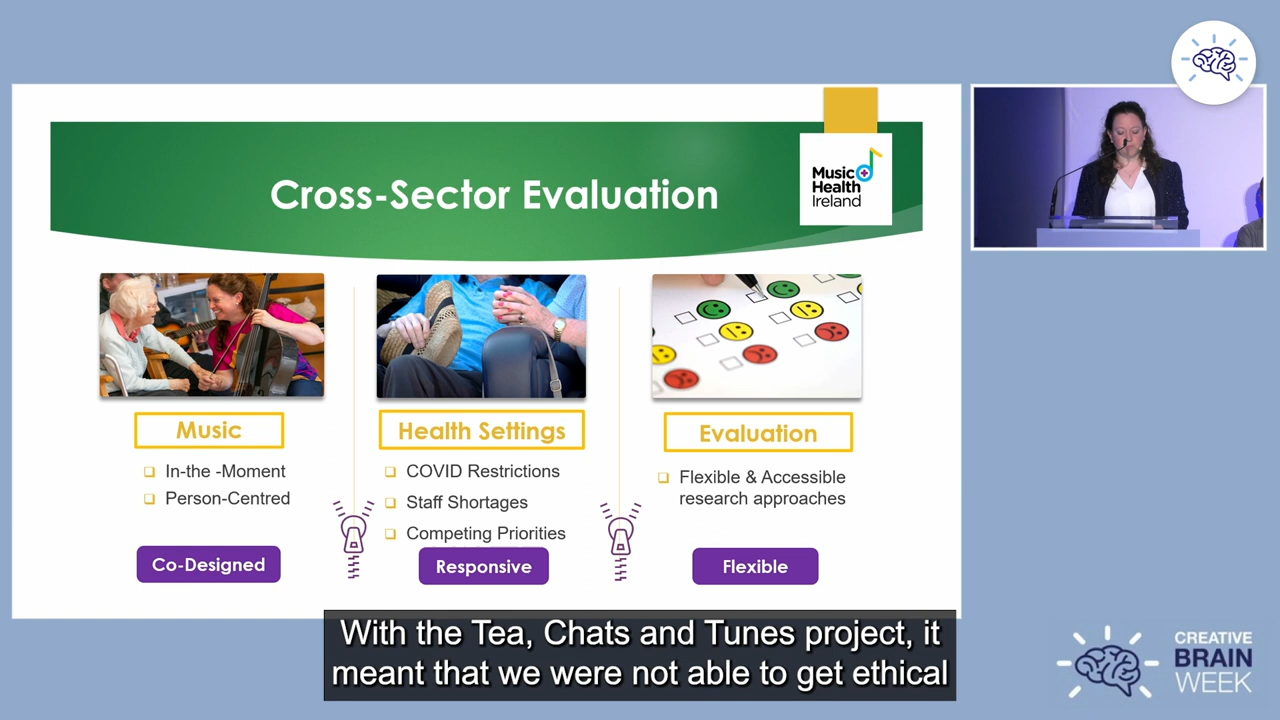 Cross-Sector Evaluation
Music
Health
Ireland
Music
In-the -Moment
Person-Centred
Co-Designed
Health Settings
COVID Restrictions
Staff Shortages
Competing Priorities
Responsive
Evaluation
Flexible & Accessible
research approaches
Flexible
With the Tea, Chats and Tunes project, it
meant that we were not able to get ethical
CREATIVE
BRAIN
WEEK